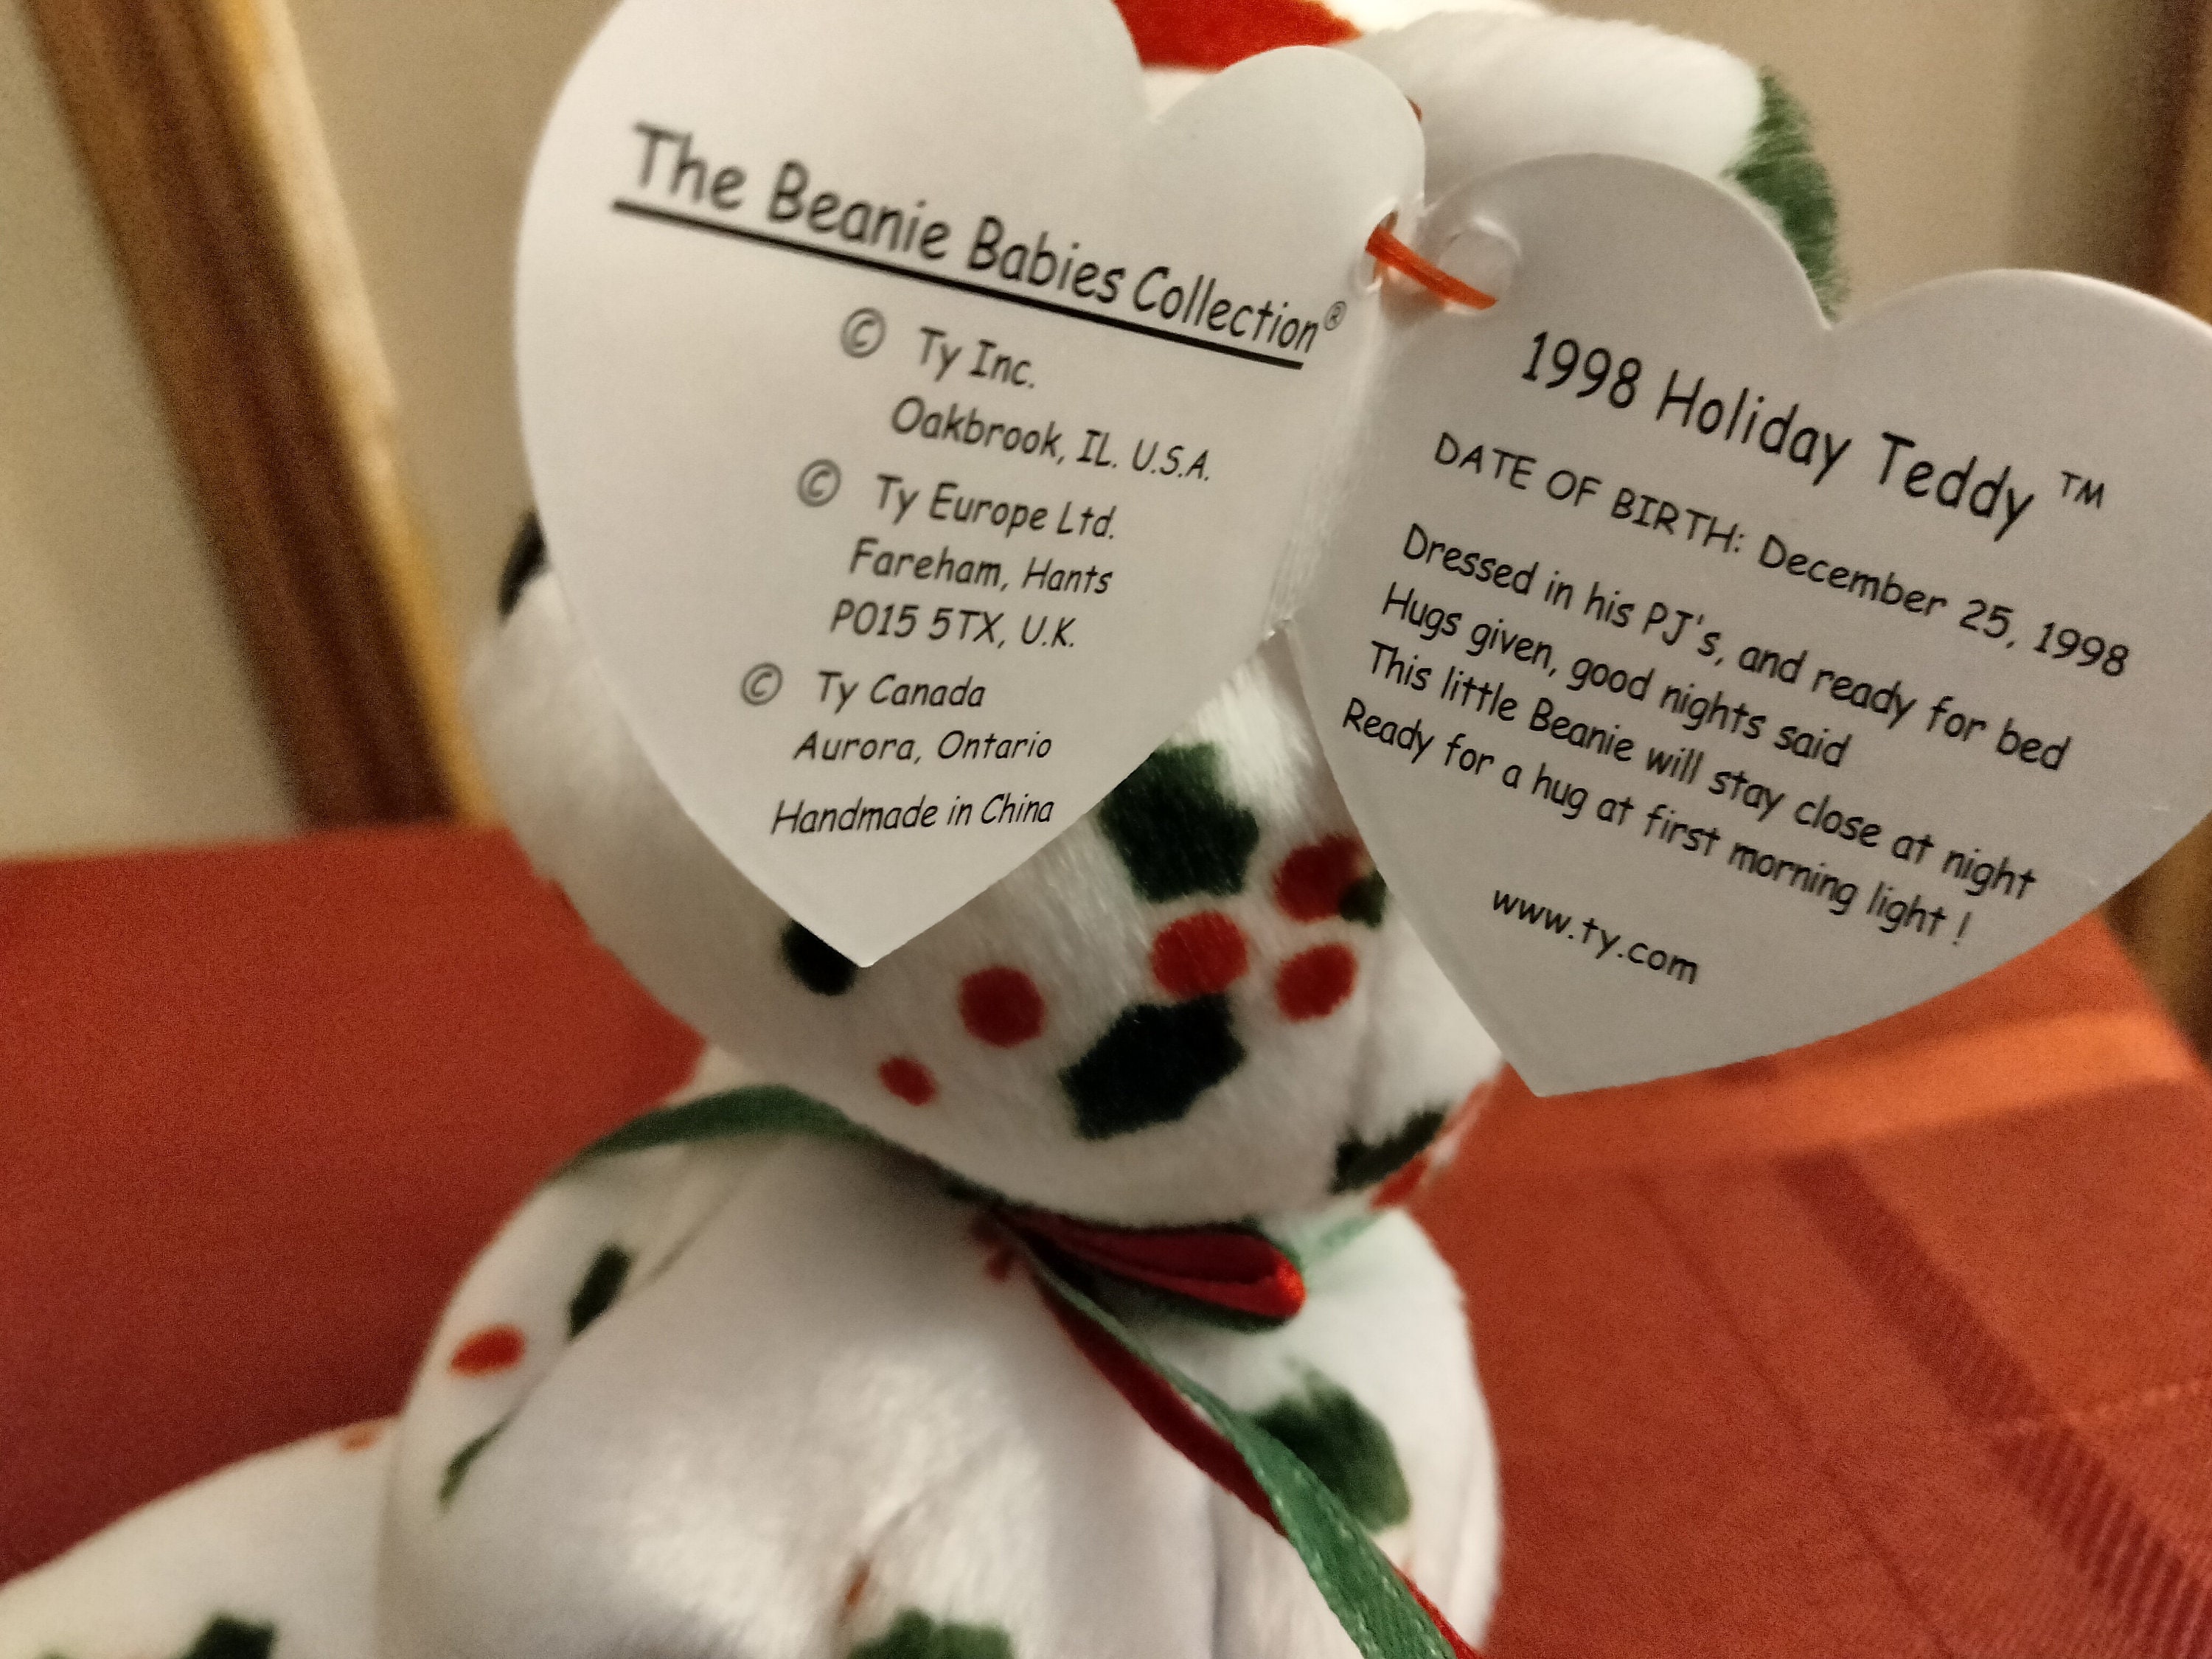 The Beanie Babies Collection®
© Ty Inc.
Oakbrook, IL. U.S.A.
© Ty Europe Ltd.
Fareham, Hants
PO15 5TX, U.K.
© Ty Canada
Aurora, Ontario
Handmade in China
1998 Holiday Teddy ™
DATE OF BIRTH: December 25, 1998
Dressed in his PJ's, and ready for bed
Hugs given, good nights said
This little Beanie will stay close at night
Ready for a hug at first morning light !
www.ty.com